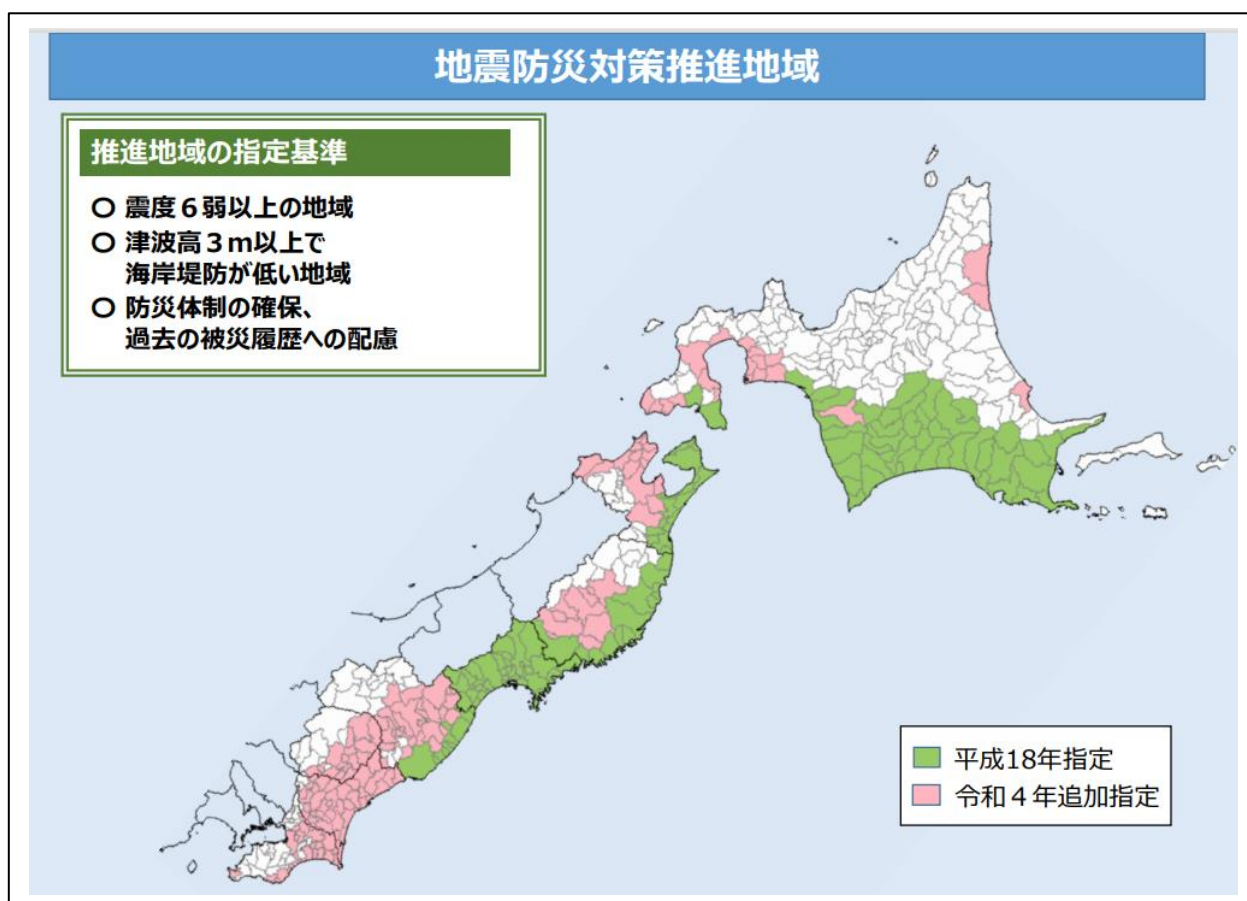 地震防災対策推進地域
推進地域の指定基準
○ 震度６弱以上の地域
○ 津波高３ｍ以上で
海岸堤防が低い地域
○ 防災体制の確保、
過去の被災履歴への配慮
平成18年指定
令和４年追加指定